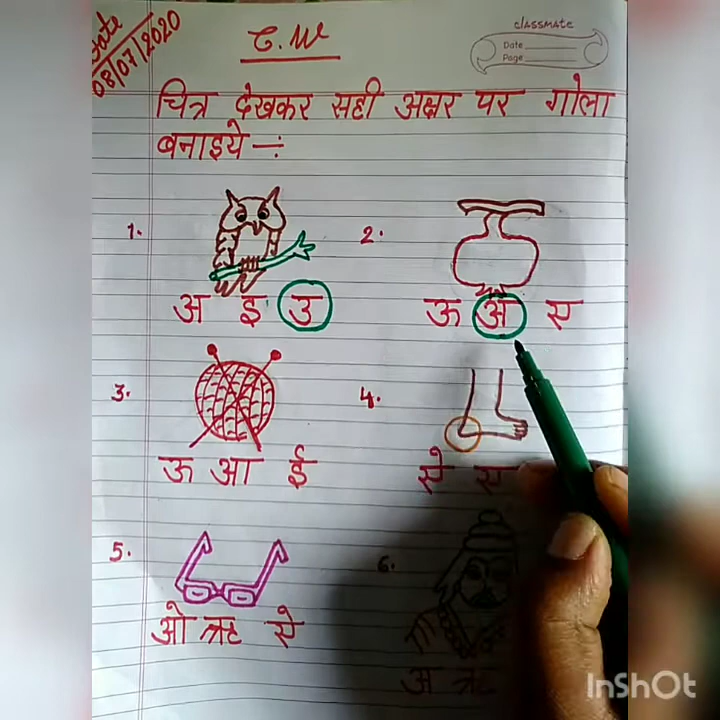 Date
08/07/2020
C.W
classmate
Date
Page
चित्र देखकर सही अक्षर पर गोला
बनाइये -:
1. 2.
अ इ उ ऊ अ स
3. 4.
ऊ आ ई से स
5. 6.
ओ ऋ से
अ ऋ
InShOt